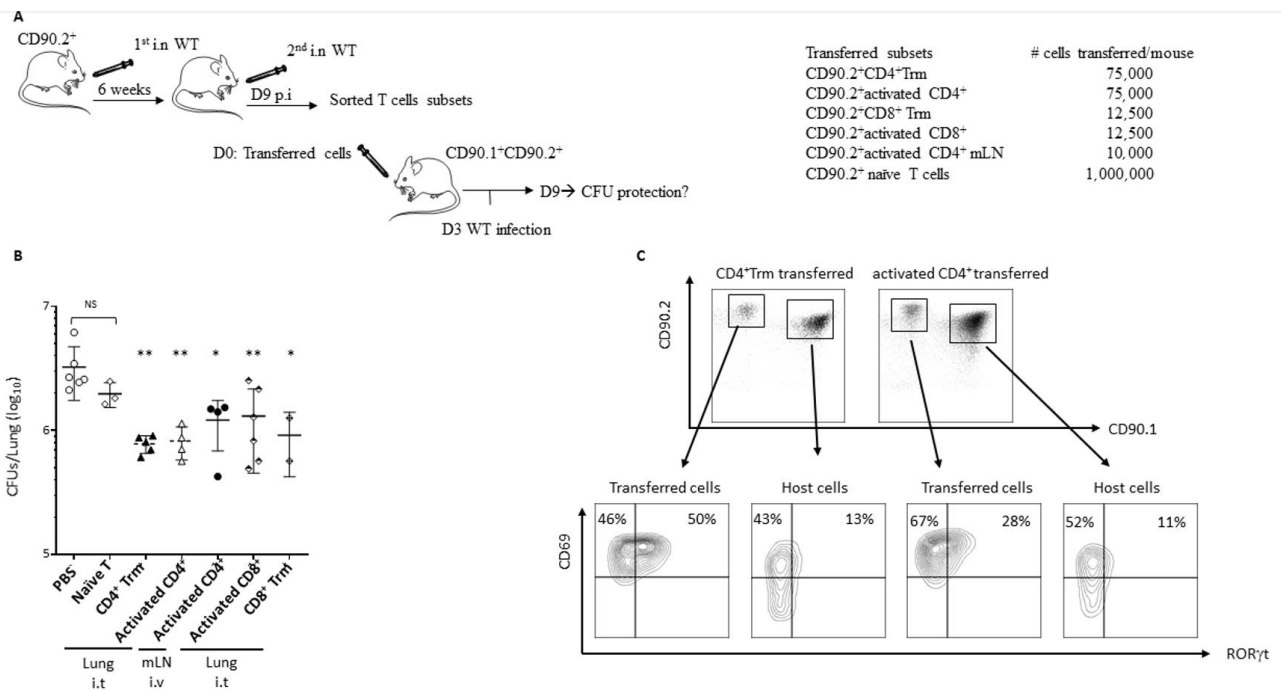 A
CD90.2+
1st i.n WT
2nd i.n WT
6 weeks
D9 p.i
Sorted T cells subsets
D0: Transferred cells
CD90.1+CD90.2+
D9→ CFU protection?
D3 WT infection
Transferred subsets # cells transferred/mouse
CD90.2+CD4+Trm 75,000
CD90.2+activated CD4+ 75,000
CD90.2+CD8+ Trm 12,500
CD90.2+activated CD8+ 12,500
CD90.2+activated CD4+ mLN 10,000
CD90.2+ naïve T cells 1,000,000
B
CFUs/Lung (log10)
7
6
5
NS
** ** * ** *
PBS
Naïve T
CD4+ Trm
Activated CD4+
Activated CD4+
Activated CD8+
CD8+ Trm
Lung mLN Lung
i.t i.v i.t
C
CD4+Trm transferred activated CD4+ transferred
CD90.2
CD90.1
Transferred cells Host cells Transferred cells Host cells
46% 50% 43% 13% 67% 28% 52% 11%
CD69
RORγt